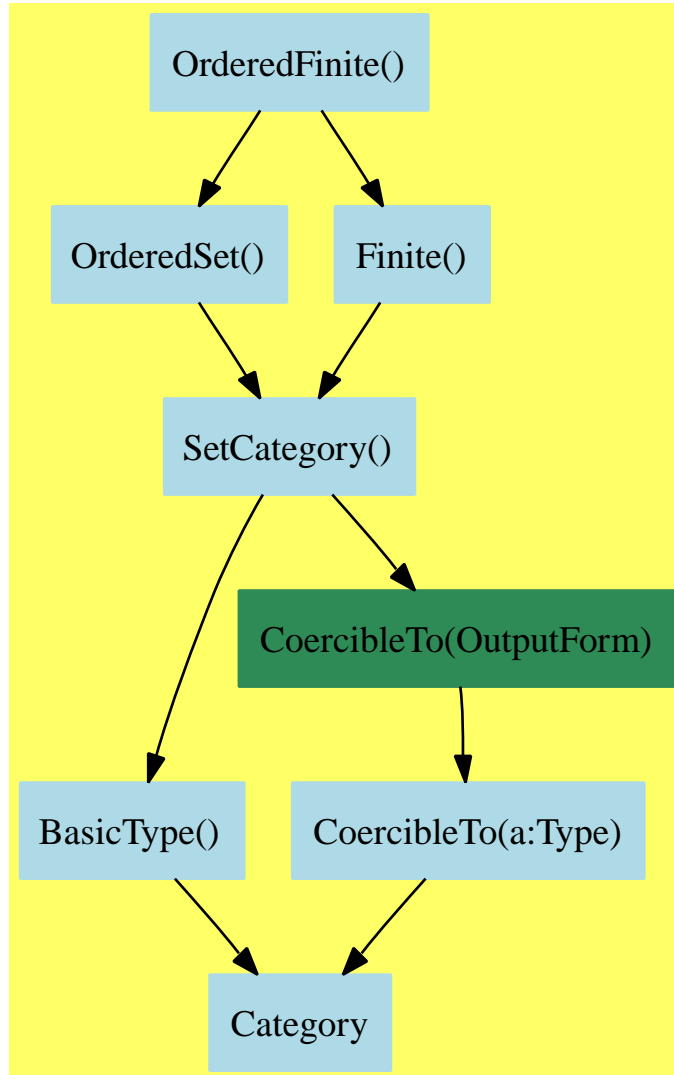 OrderedFinite()
OrderedSet()
Finite()
SetCategory()
CoercibleTo(OutputForm)
BasicType()
CoercibleTo(a:Type)
Category